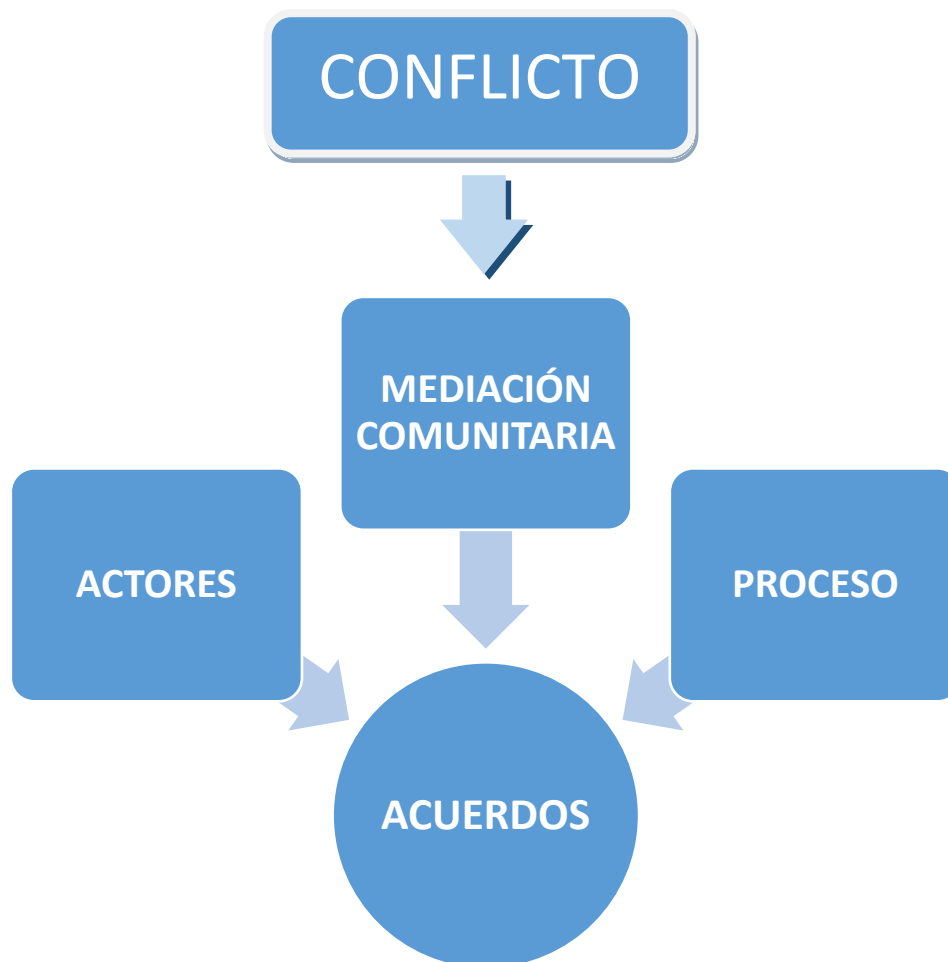 CONFLICTO
MEDIACIÓN
COMUNITARIA
ACTORES
PROCESO
ACUERDOS